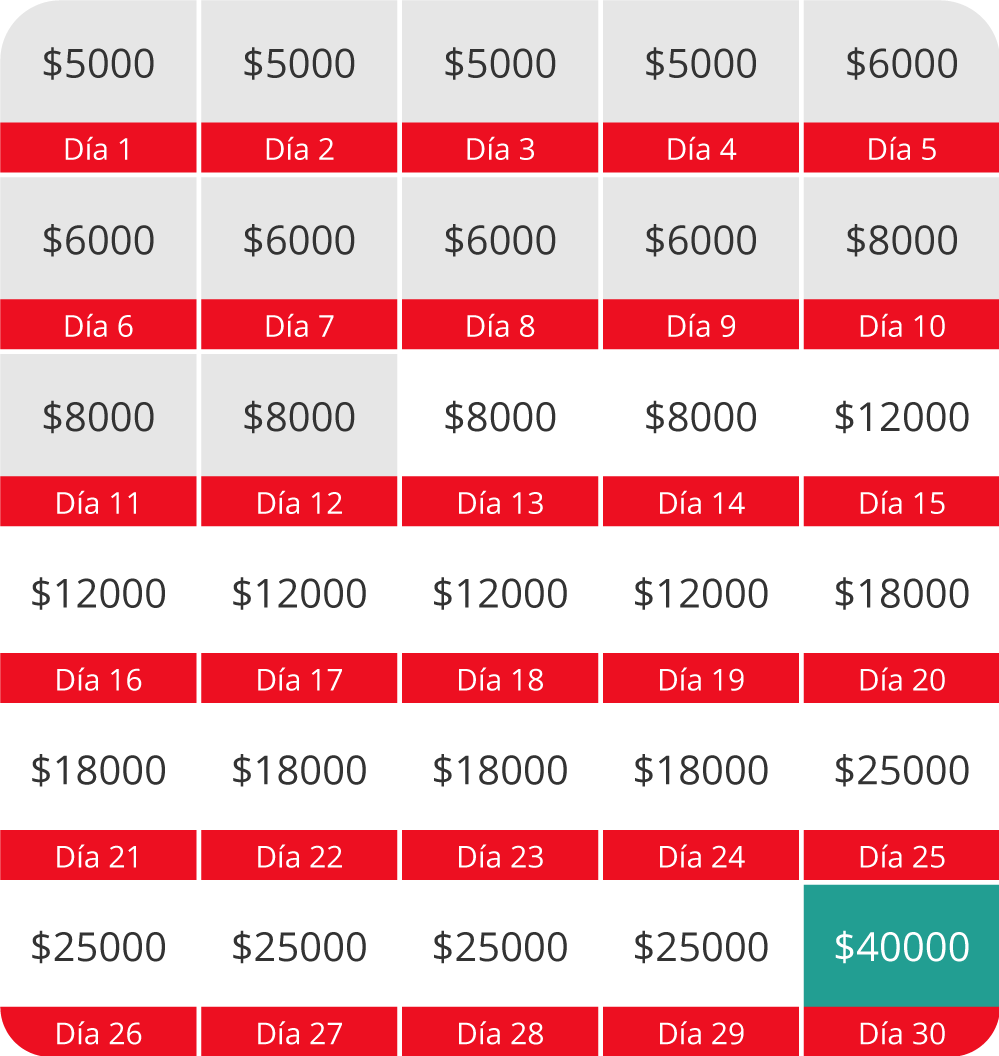 $5000 $5000 $5000 $5000 $6000
Día 1 Día 2 Día 3 Día 4 Día 5
$6000 $6000 $6000 $6000 $8000
Día 6 Día 7 Día 8 Día 9 Día 10
$8000 $8000 $8000 $8000 $12000
Día 11 Día 12 Día 13 Día 14 Día 15
$12000 $12000 $12000 $12000 $18000
Día 16 Día 17 Día 18 Día 19 Día 20
$18000 $18000 $18000 $18000 $25000
Día 21 Día 22 Día 23 Día 24 Día 25
$25000 $25000 $25000 $25000 $40000
Día 26 Día 27 Día 28 Día 29 Día 30